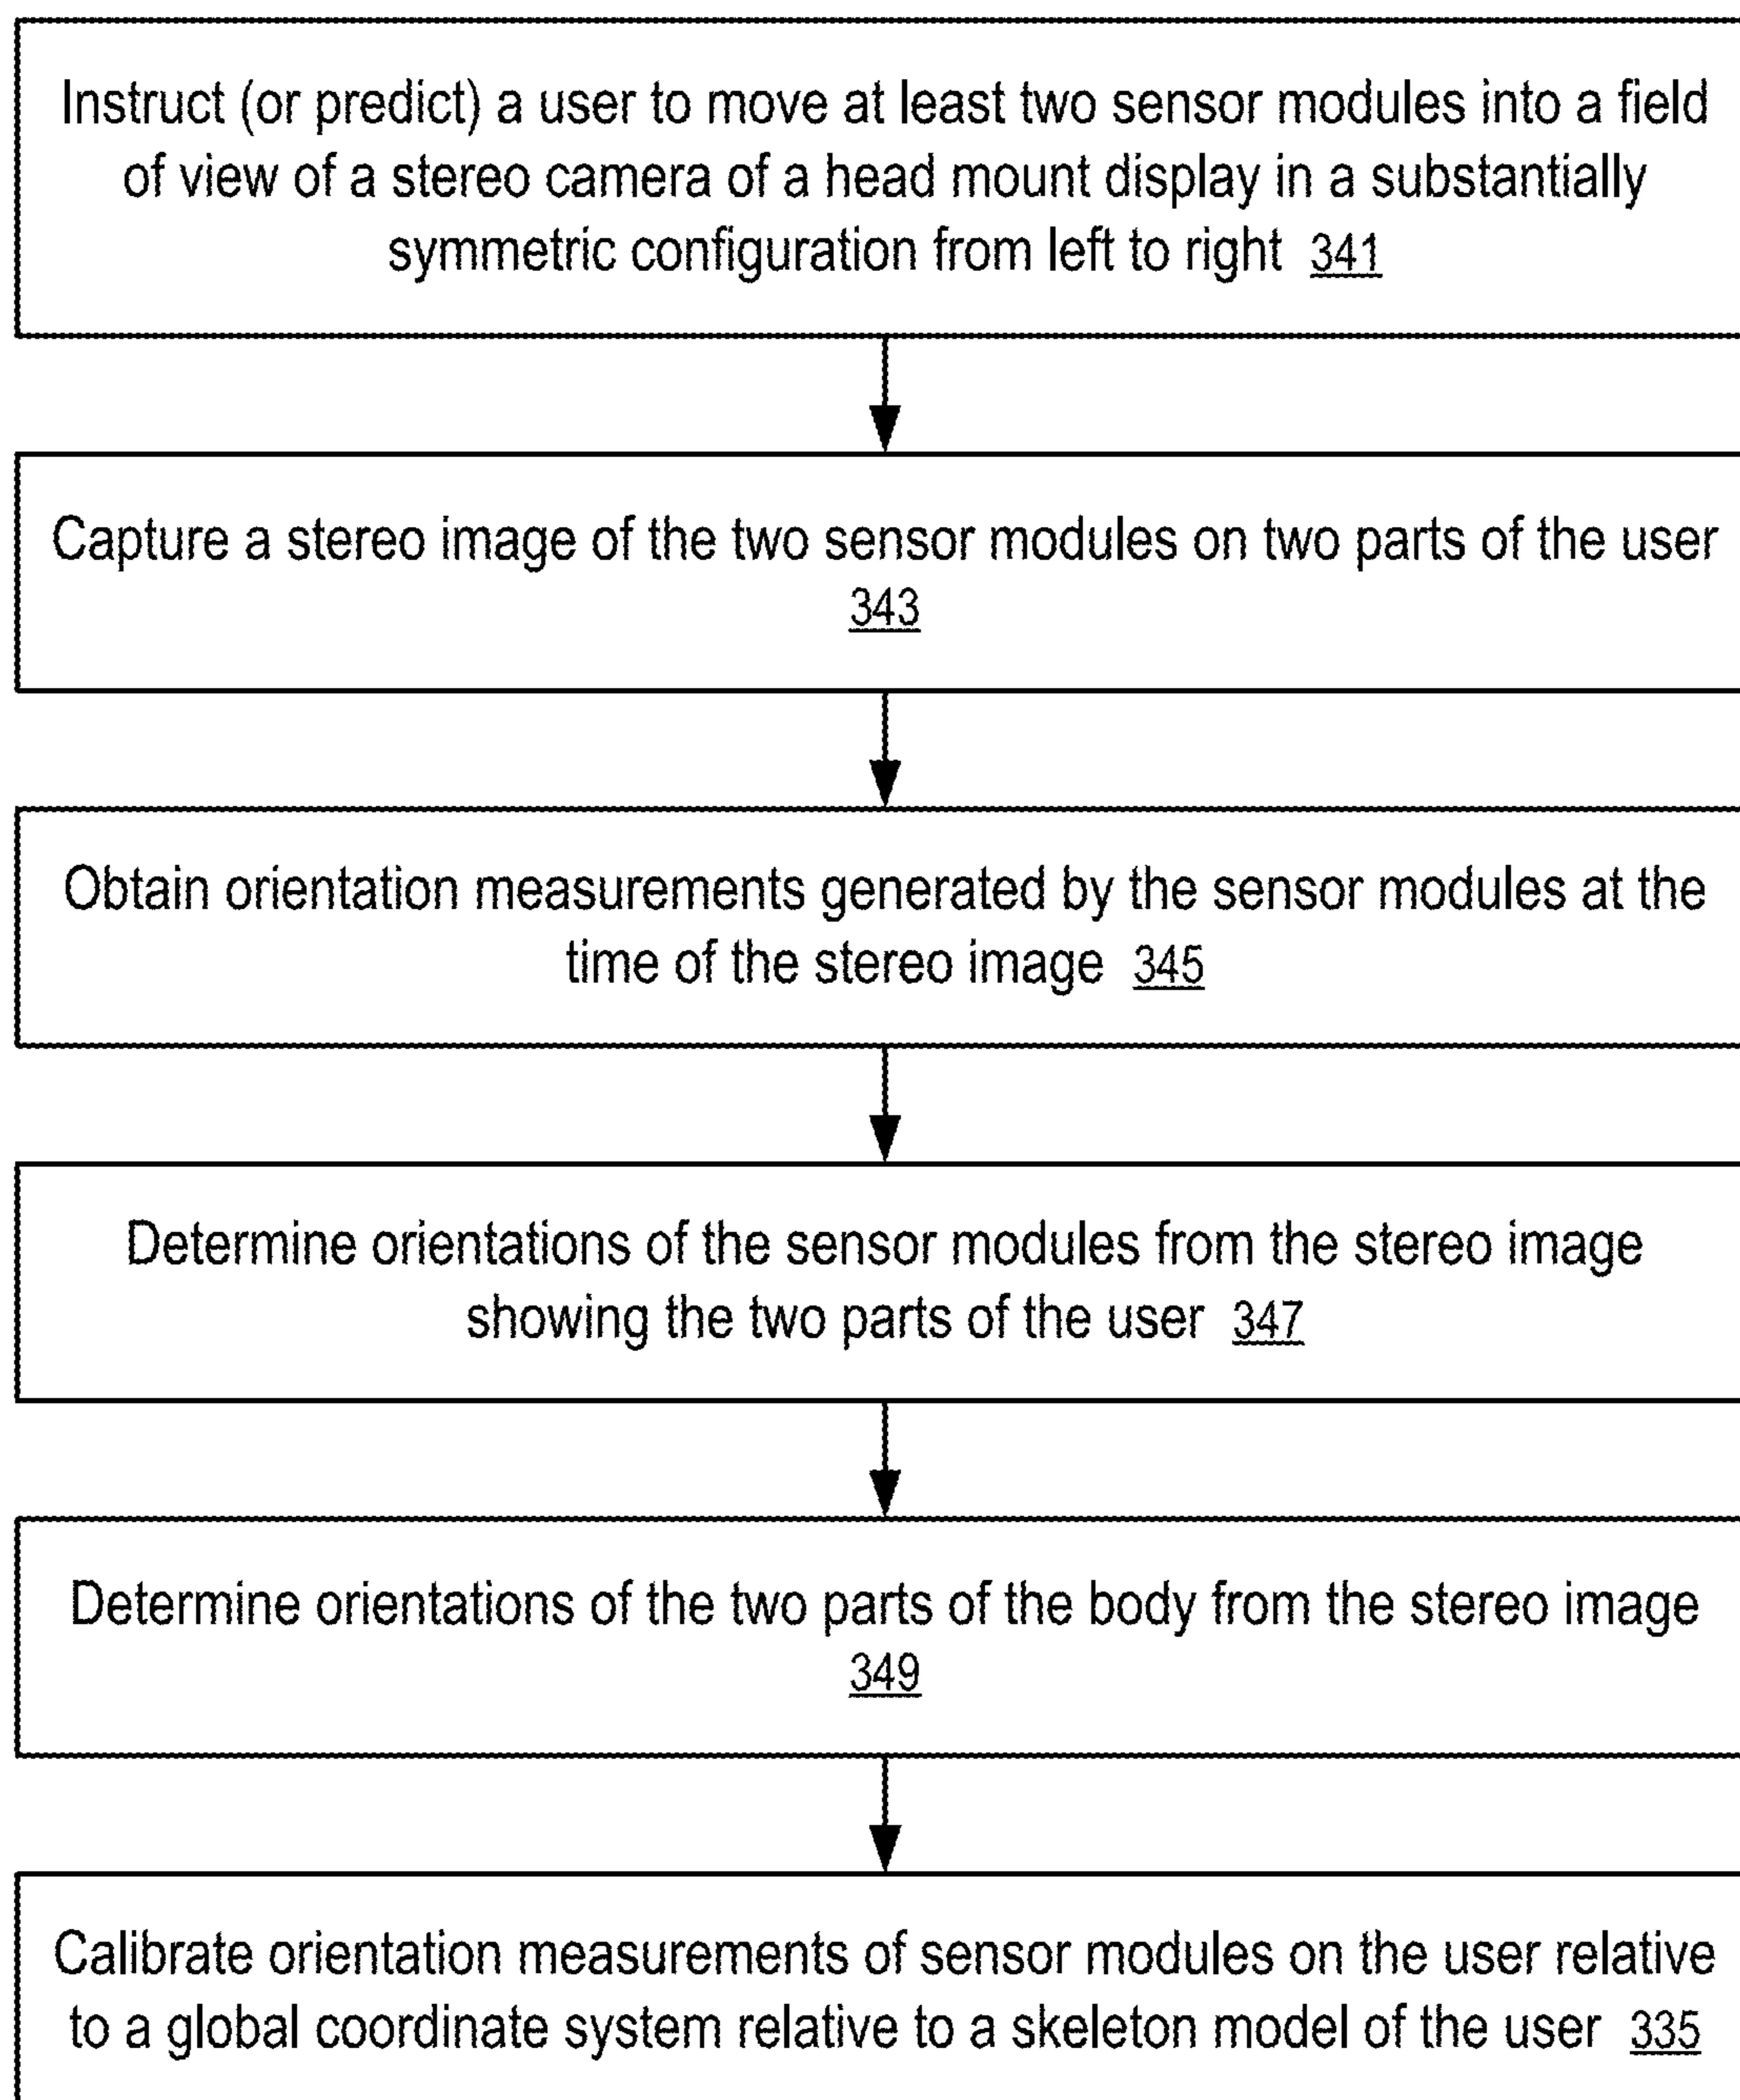 Instruct (or predict) a user to move at least two sensor modules into a field
of view of a stereo camera of a head mount display in a substantially
symmetric configuration from left to right 341
Capture a stereo image of the two sensor modules on two parts of the user
343
Obtain orientation measurements generated by the sensor modules at the
time of the stereo image 345
Determine orientations of the sensor modules from the stereo image
showing the two parts of the user 347
Determine orientations of the two parts of the body from the stereo image
349
Calibrate orientation measurements of sensor modules on the user relative
to a global coordinate system relative to a skeleton model of the user 335